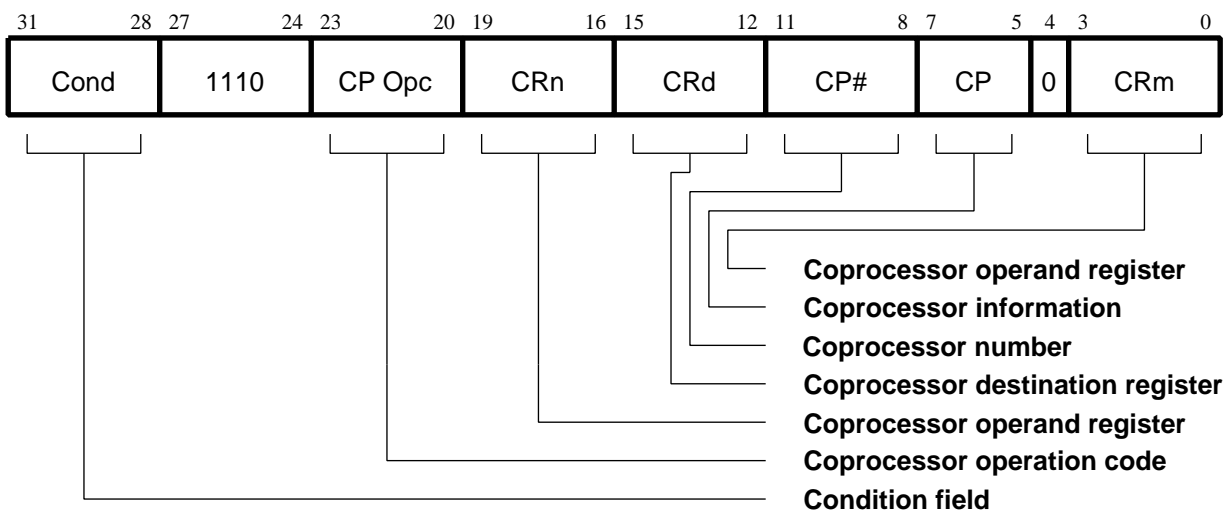 31 28 27 24 23 20 19 16 15 12 11 8 7 5 4 3 0
Cond 1110 CP Opc CRn CRd CP# CP 0 CRm
Coprocessor operand register
Coprocessor information
Coprocessor number
Coprocessor destination register
Coprocessor operand register
Coprocessor operation code
Condition field